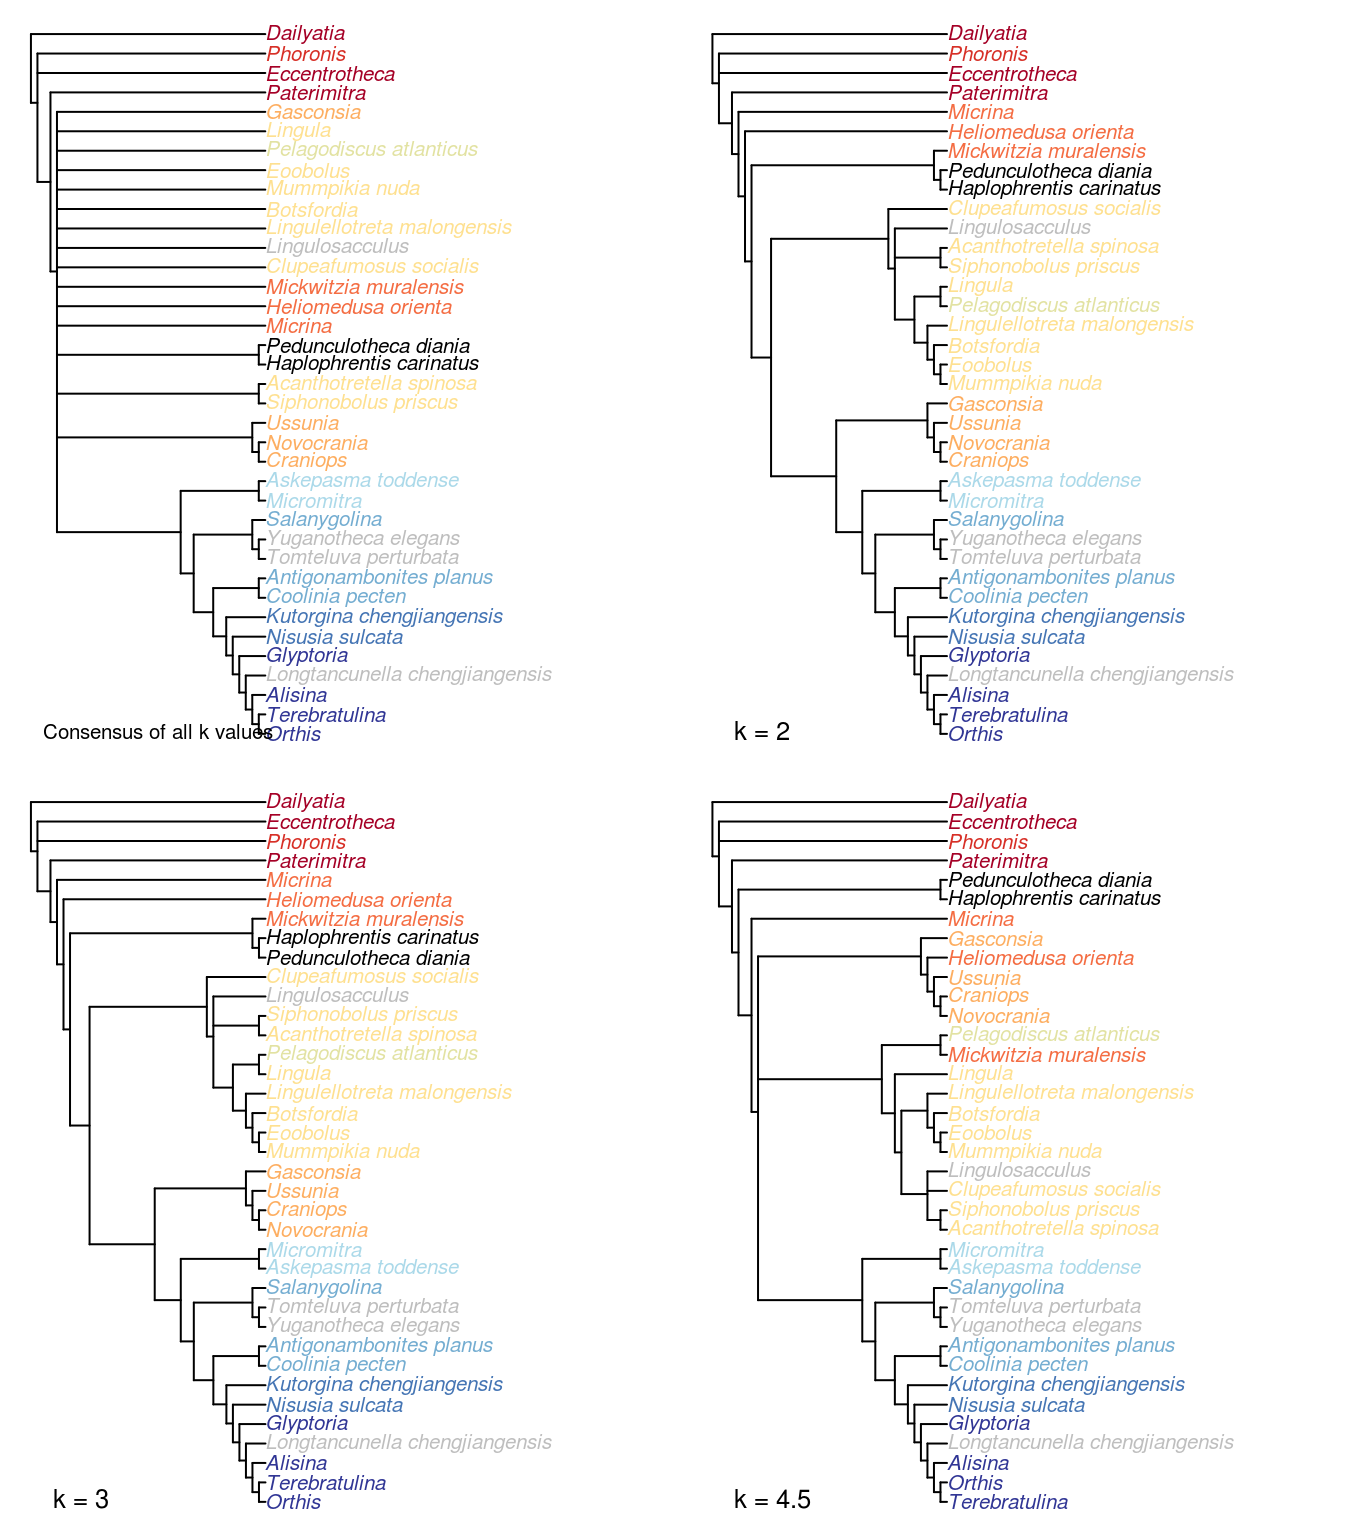 Dailyatia
Phoronis
Eccentrotheca
Paterimitra
Gasconsia
Lingula
Pelagodiscus atlanticus
Eoobolus
Mummpikia nuda
Botsfordia
Lingulellotreta malongensis
Lingulosacculus
Clupeafumosus socialis
Mickwitzia muralensis
Heliomedusa orienta
Micrina
Pedunculotheca diania
Haplophrentis carinatus
Acanthotretella spinosa
Siphonobolus priscus
Ussunia
Novocrania
Craniops
Askepasma toddense
Micromitra
Salanygolina
Yuganotheca elegans
Tomteluva perturbata
Antigonambonites planus
Coolinia pecten
Kutorgina chengjiangensis
Nisusia sulcata
Glyptoria
Longtancunella chengjiangensis
Alisina
Terebratulina
Orthis
Consensus of all k values
Dailyatia
Phoronis
Eccentrotheca
Paterimitra
Micrina
Heliomedusa orienta
Mickwitzia muralensis
Pedunculotheca diania
Haplophrentis carinatus
Clupeafumosus socialis
Lingulosacculus
Acanthotretella spinosa
Siphonobolus priscus
Lingula
Pelagodiscus atlanticus
Lingulellotreta malongensis
Botsfordia
Eoobolus
Mummpikia nuda
Gasconsia
Ussunia
Novocrania
Craniops
Askepasma toddense
Micromitra
Salanygolina
Yuganotheca elegans
Tomteluva perturbata
Antigonambonites planus
Coolinia pecten
Kutorgina chengjiangensis
Nisusia sulcata
Glyptoria
Longtancunella chengjiangensis
Alisina
Terebratulina
Orthis
k = 2
Dailyatia
Eccentrotheca
Phoronis
Paterimitra
Micrina
Heliomedusa orienta
Mickwitzia muralensis
Haplophrentis carinatus
Pedunculotheca diania
Clupeafumosus socialis
Lingulosacculus
Siphonobolus priscus
Acanthotretella spinosa
Pelagodiscus atlanticus
Lingula
Lingulellotreta malongensis
Botsfordia
Eoobolus
Mummpikia nuda
Gasconsia
Ussunia
Craniops
Novocrania
Micromitra
Askepasma toddense
Salanygolina
Tomteluva perturbata
Yuganotheca elegans
Antigonambonites planus
Coolinia pecten
Kutorgina chengjiangensis
Nisusia sulcata
Glyptoria
Longtancunella chengjiangensis
Alisina
Terebratulina
Orthis
k = 3
Dailyatia
Eccentrotheca
Phoronis
Paterimitra
Pedunculotheca diania
Haplophrentis carinatus
Micrina
Gasconsia
Heliomedusa orienta
Ussunia
Craniops
Novocrania
Pelagodiscus atlanticus
Mickwitzia muralensis
Lingula
Lingulellotreta malongensis
Botsfordia
Eoobolus
Mummpikia nuda
Lingulosacculus
Clupeafumosus socialis
Siphonobolus priscus
Acanthotretella spinosa
Micromitra
Askepasma toddense
Salanygolina
Tomteluva perturbata
Yuganotheca elegans
Antigonambonites planus
Coolinia pecten
Kutorgina chengjiangensis
Nisusia sulcata
Glyptoria
Longtancunella chengjiangensis
Alisina
Orthis
Terebratulina
k = 4.5